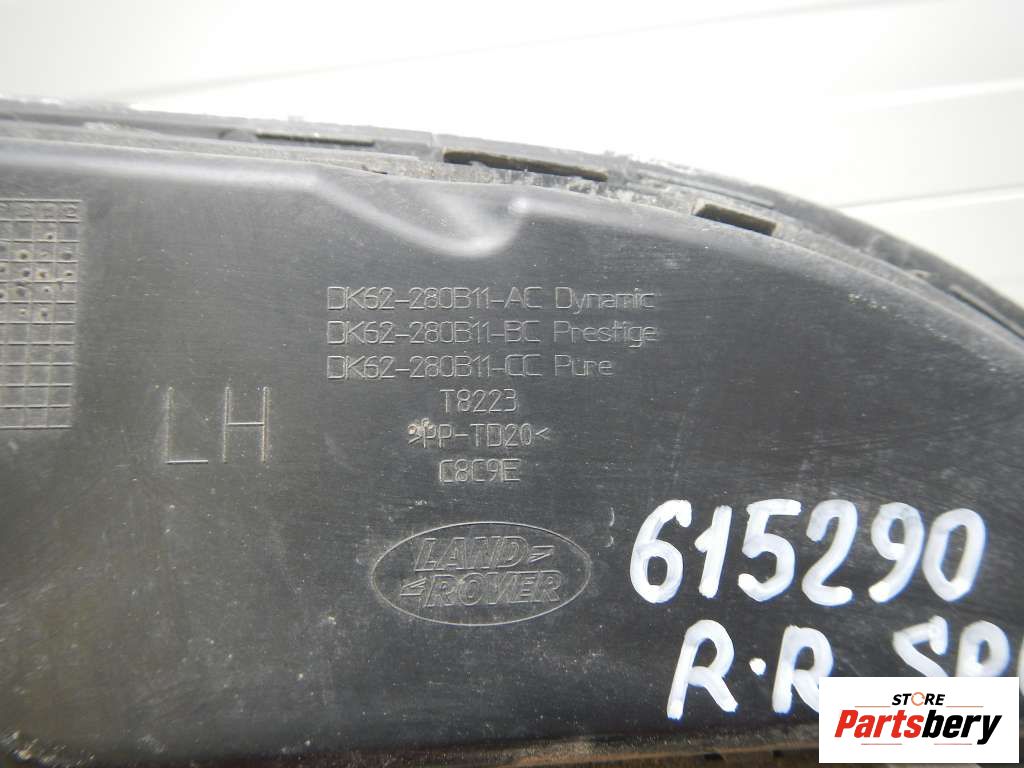 12
DK62-280B11-AC Dynamic
DK62-280B11-BC Prestige
DK62-280B11-CC Pure
T8223
>PP-TD20<
C8C9E
LH
LAND
ROVER
615290
R.R
STORE
Partsbery